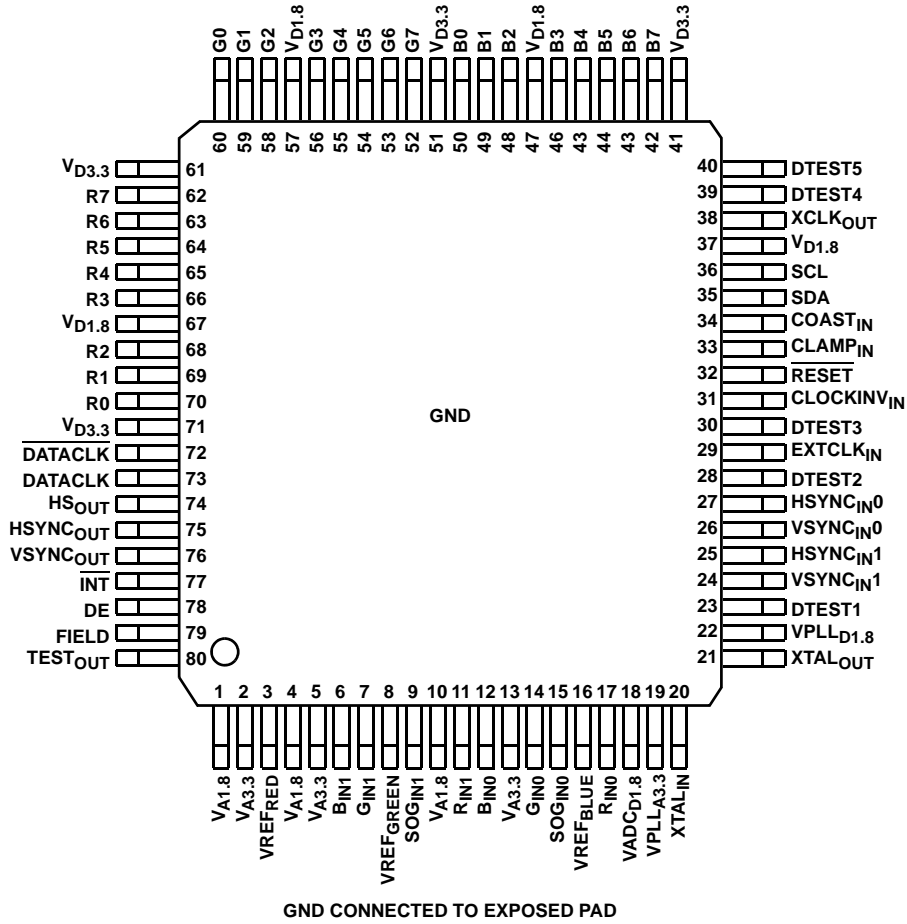 G0 G1 G2 VD1.8 G3 G4 G5 G6 G7 VD3.3 B0 B1 B2 VD1.8 B3 B4 B5 B6 B7 VD3.3
60 59 58 57 56 55 54 53 52 51 50 49 48 47 46 43 44 43 42 41
VD3.3 61
R7 62
R6 63
R5 64
R4 65
R3 66
VD1.8 67
R2 68
R1 69
R0 70
VD3.3 71
DATACLK 72
DATACLK 73
HSOUT 74
HSYNCOUT 75
VSYNCOUT 76
INT 77
DE 78
FIELD 79
TESTOUT 80
GND
40 DTEST5
39 DTEST4
38 XCLKOUT
37 VD1.8
36 SCL
35 SDA
34 COASTIN
33 CLAMPIN
32 RESET
31 CLOCKINVIN
30 DTEST3
29 EXTCLKIN
28 DTEST2
27 HSYNCIN0
26 VSYNCIN0
25 HSYNCIN1
24 VSYNCIN1
23 DTEST1
22 VPLLD1.8
21 XTALOUT
1 2 3 4 5 6 7 8 9 10 11 12 13 14 15 16 17 18 19 20
VA1.8 VA3.3 VREFRED VA1.8 VA3.3 BIN1 GIN1 VREFGREEN SOGIN1 VA1.8 RIN1 BIN0 VA3.3 GIN0 SOGIN0 VREFBLUE RIN0 VADCD1.8 VPLLA3.3 XTALIN
GND CONNECTED TO EXPOSED PAD